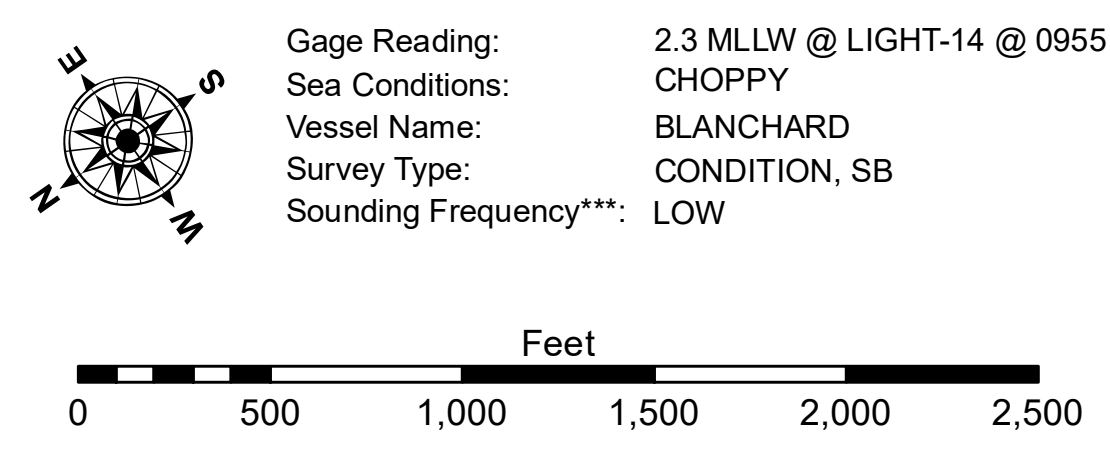 E
S
N
W
Gage Reading: 2.3 MLLW @ LIGHT-14 @ 0955
Sea Conditions: CHOPPY
Vessel Name: BLANCHARD
Survey Type: CONDITION, SB
Sounding Frequency***: LOW
Feet
0 500 1,000 1,500 2,000 2,500